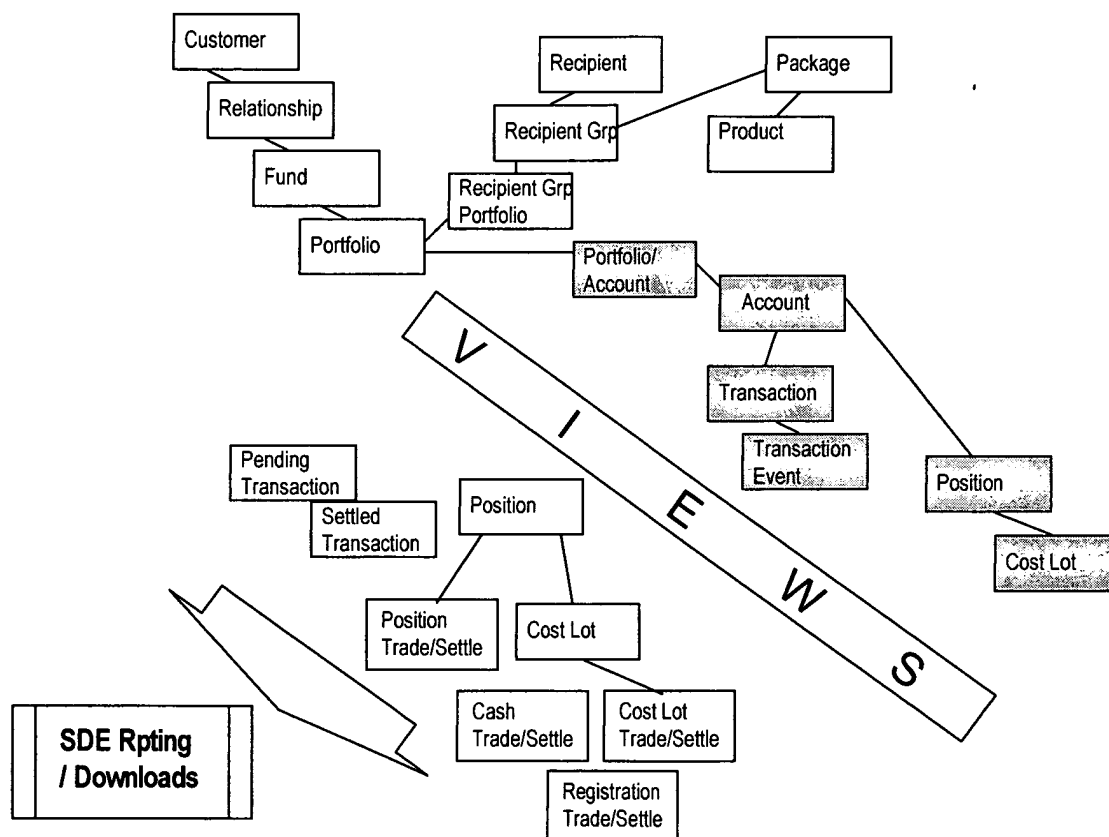 Customer
Recipient
Package
Relationship
Recipient Grp
Product
Fund
Recipient Grp
Portfolio
Portfolio
Portfolio/
Account
Account
VIEWS
Transaction
Transaction
Event
Pending
Transaction
Settled
Transaction
Position
Position
Cost Lot
Position
Trade/Settle
Cost Lot
Cash
Trade/Settle
Cost Lot
Trade/Settle
Registration
Trade/Settle
SDE Rpting
/ Downloads